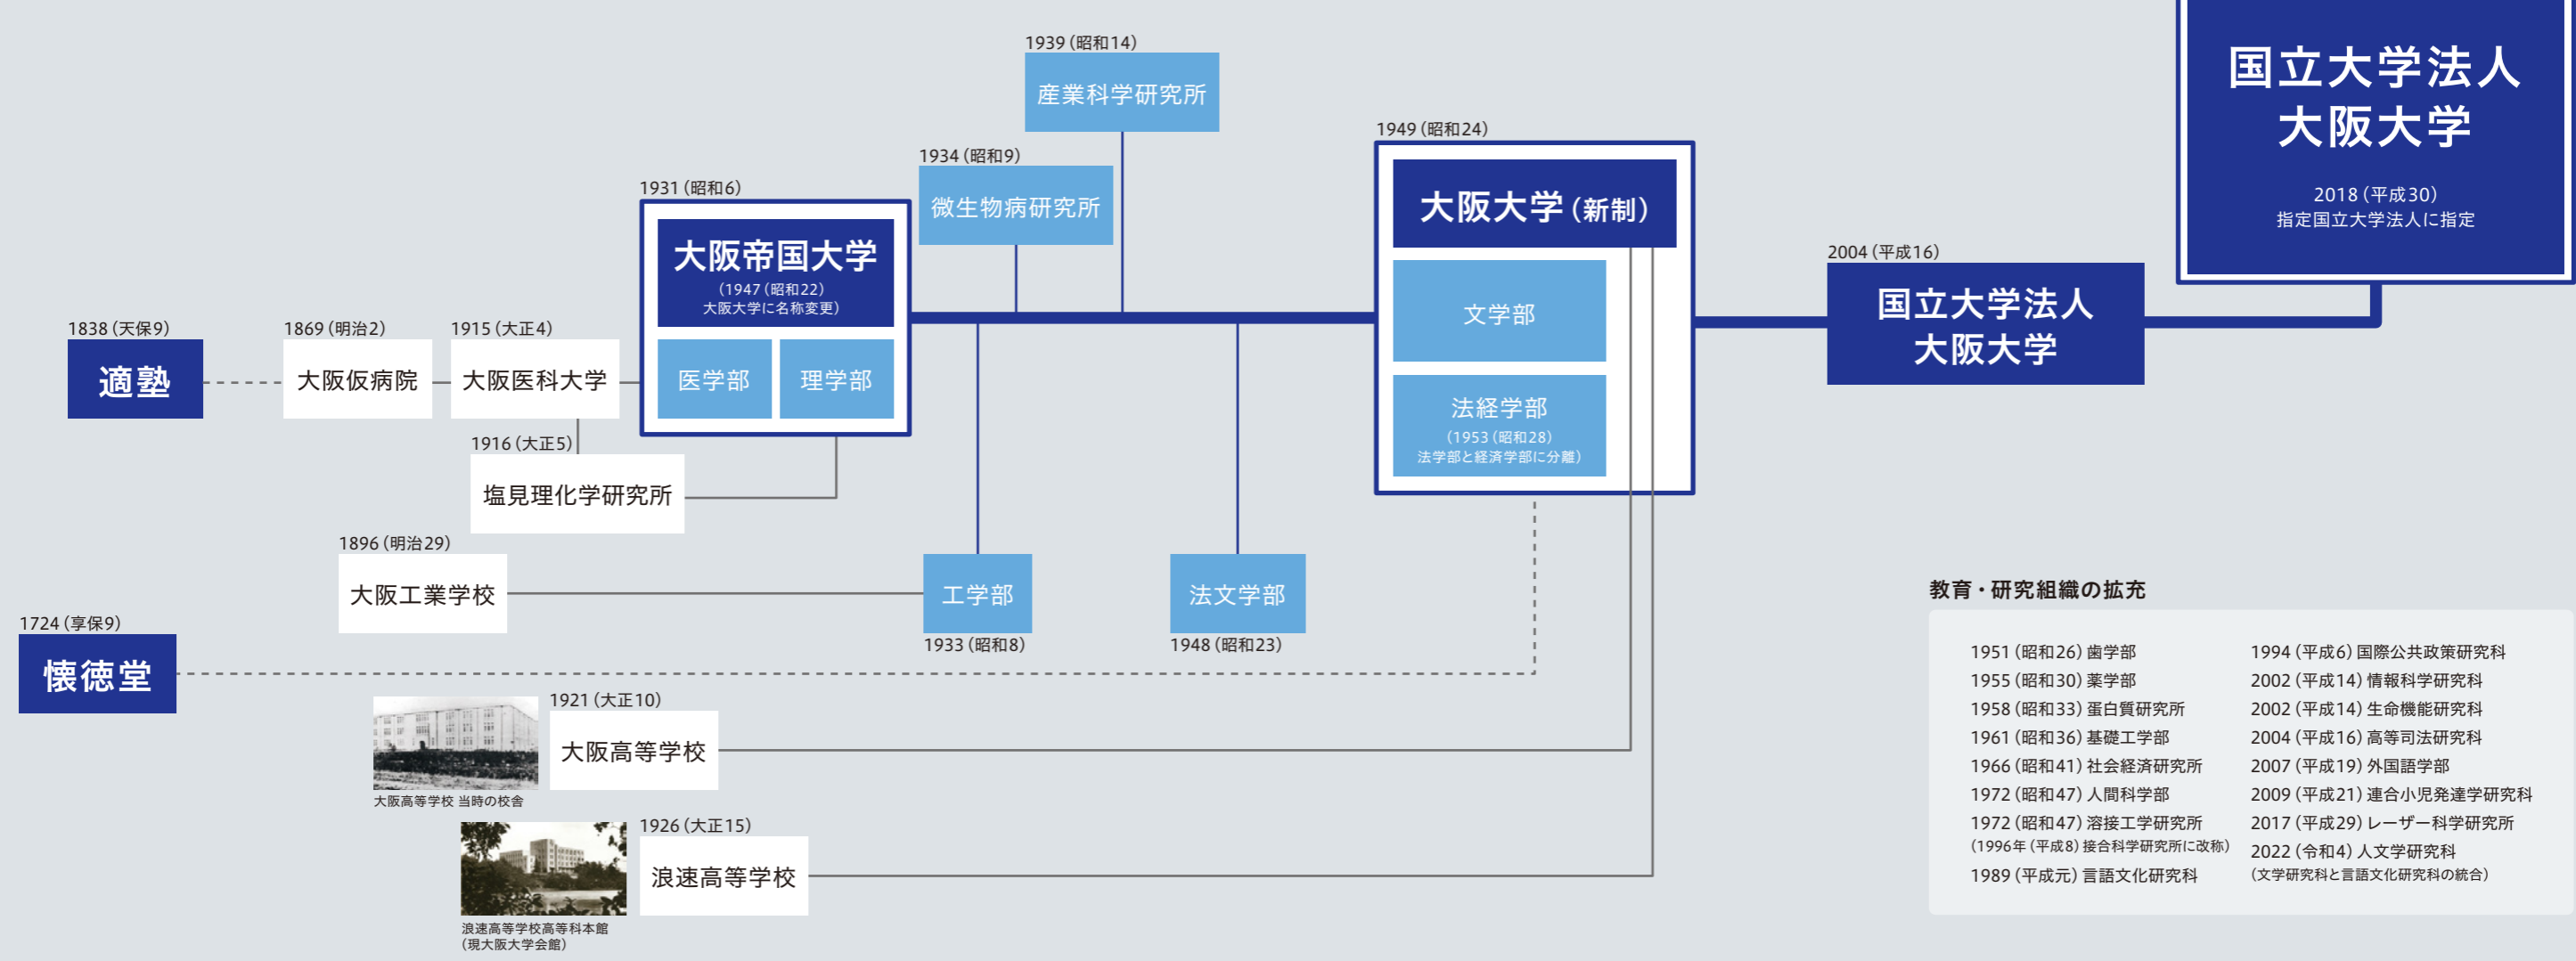 1838（天保9）
適塾
1869（明治2）
大阪仮病院
1915（大正4）
大阪医科大学
1916（大正5）
塩見理化学研究所
1896（明治29）
大阪工業学校
1724（享保9）
懐徳堂
1931（昭和6）
大阪帝国大学
（1947（昭和22）
大阪大学に名称変更）
医学部
理学部
1934（昭和9）
微生物病研究所
1939（昭和14）
産業科学研究所
工学部
1933（昭和8）
法文学部
1948（昭和23）
1921（大正10）
大阪高等学校
大阪高等学校 当時の校舎
1926（大正15）
浪速高等学校
浪速高等学校高等科本館
（現大阪大学会館）
1949（昭和24）
大阪大学（新制）
文学部
法経学部
（1953（昭和28）
法学部と経済学部に分離）
2004（平成16）
国立大学法人
大阪大学
国立大学法人
大阪大学
2018（平成30）
指定国立大学法人に指定
教育・研究組織の拡充
1951（昭和26）歯学部
1955（昭和30）薬学部
1958（昭和33）蛋白質研究所
1961（昭和36）基礎工学部
1966（昭和41）社会経済研究所
1972（昭和47）人間科学部
1972（昭和47）溶接工学研究所
（1996年（平成8）接合科学研究所に改称）
1989（平成元）言語文化研究科
1994（平成6）国際公共政策研究科
2002（平成14）情報科学研究科
2002（平成14）生命機能研究科
2004（平成16）高等司法研究科
2007（平成19）外国語学部
2009（平成21）連合小児発達学研究科
2017（平成29）レーザー科学研究所
2022（令和4）人文学研究科
（文学研究科と言語文化研究科の統合）